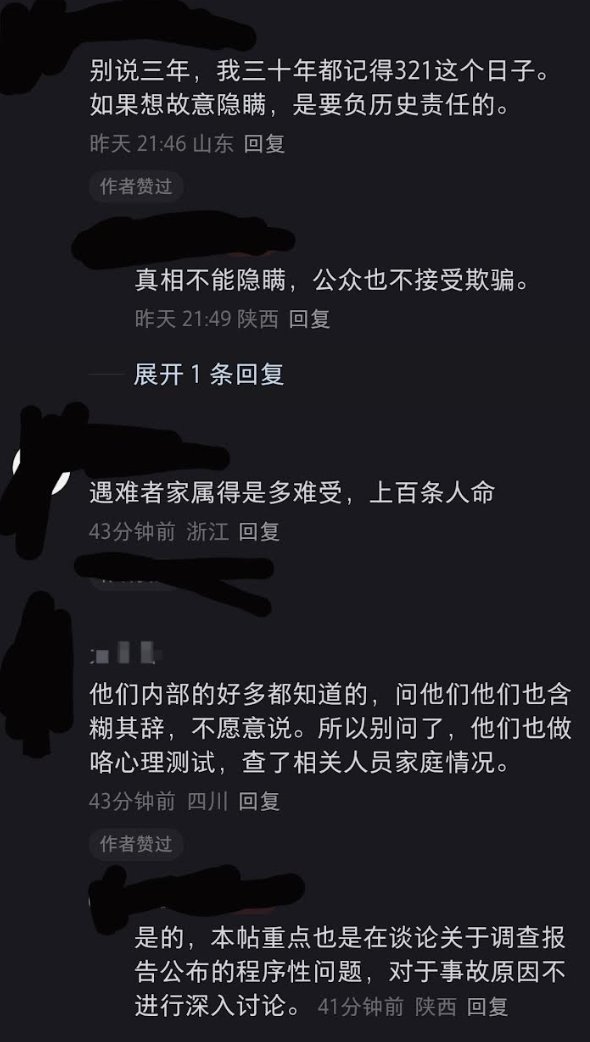 别说三年，我三十年都记得321这个日子。
如果想故意隐瞒，是要负历史责任的。
昨天 21:46 山东 回复
作者赞过
真相不能隐瞒，公众也不接受欺骗。
昨天 21:49 陕西 回复
展开 1 条回复
遇难者家属得是多难受，上百条人命
43分钟前 浙江 回复
他们内部的好多都知道的，问他们他们也含
糊其辞，不愿意说。所以别问了，他们也做
咯心理测试，查了相关人员家庭情况。
43分钟前 四川 回复
作者赞过
是的，本帖重点也是在谈论关于调查报
告公布的程序性问题，对于事故原因不
进行深入讨论。 41分钟前 陕西 回复